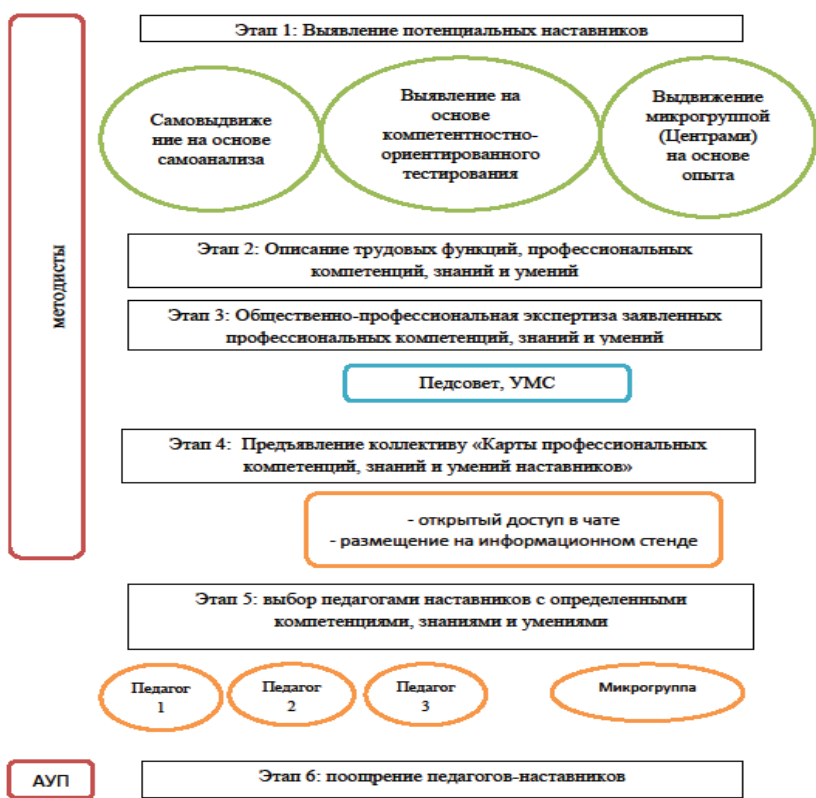 методисты
Этап 1: Выявление потенциальных наставников
Самовыдвиже
ние на основе
самоанализа
Выявление на
основе
компетентностно-
ориентированного
тестирования
Выдвижение
микрогруппой
(Центрами)
на основе
опыта
Этап 2: Описание трудовых функций, профессиональных
компетенций, знаний и умений
Этап 3: Общественно-профессиональная экспертиза заявленных
профессиональных компетенций, знаний и умений
Педсовет, УМС
Этап 4: Предъявление коллективу «Карты профессиональных
компетенций, знаний и умений наставников»
- открытый доступ в чате
- размещение на информационном стенде
Этап 5: выбор педагогами наставников с определенными
компетенциями, знаниями и умениями
Педагог
1
Педагог
2
Педагог
3
Микрогруппа
АУП
Этап 6: поощрение педагогов-наставников